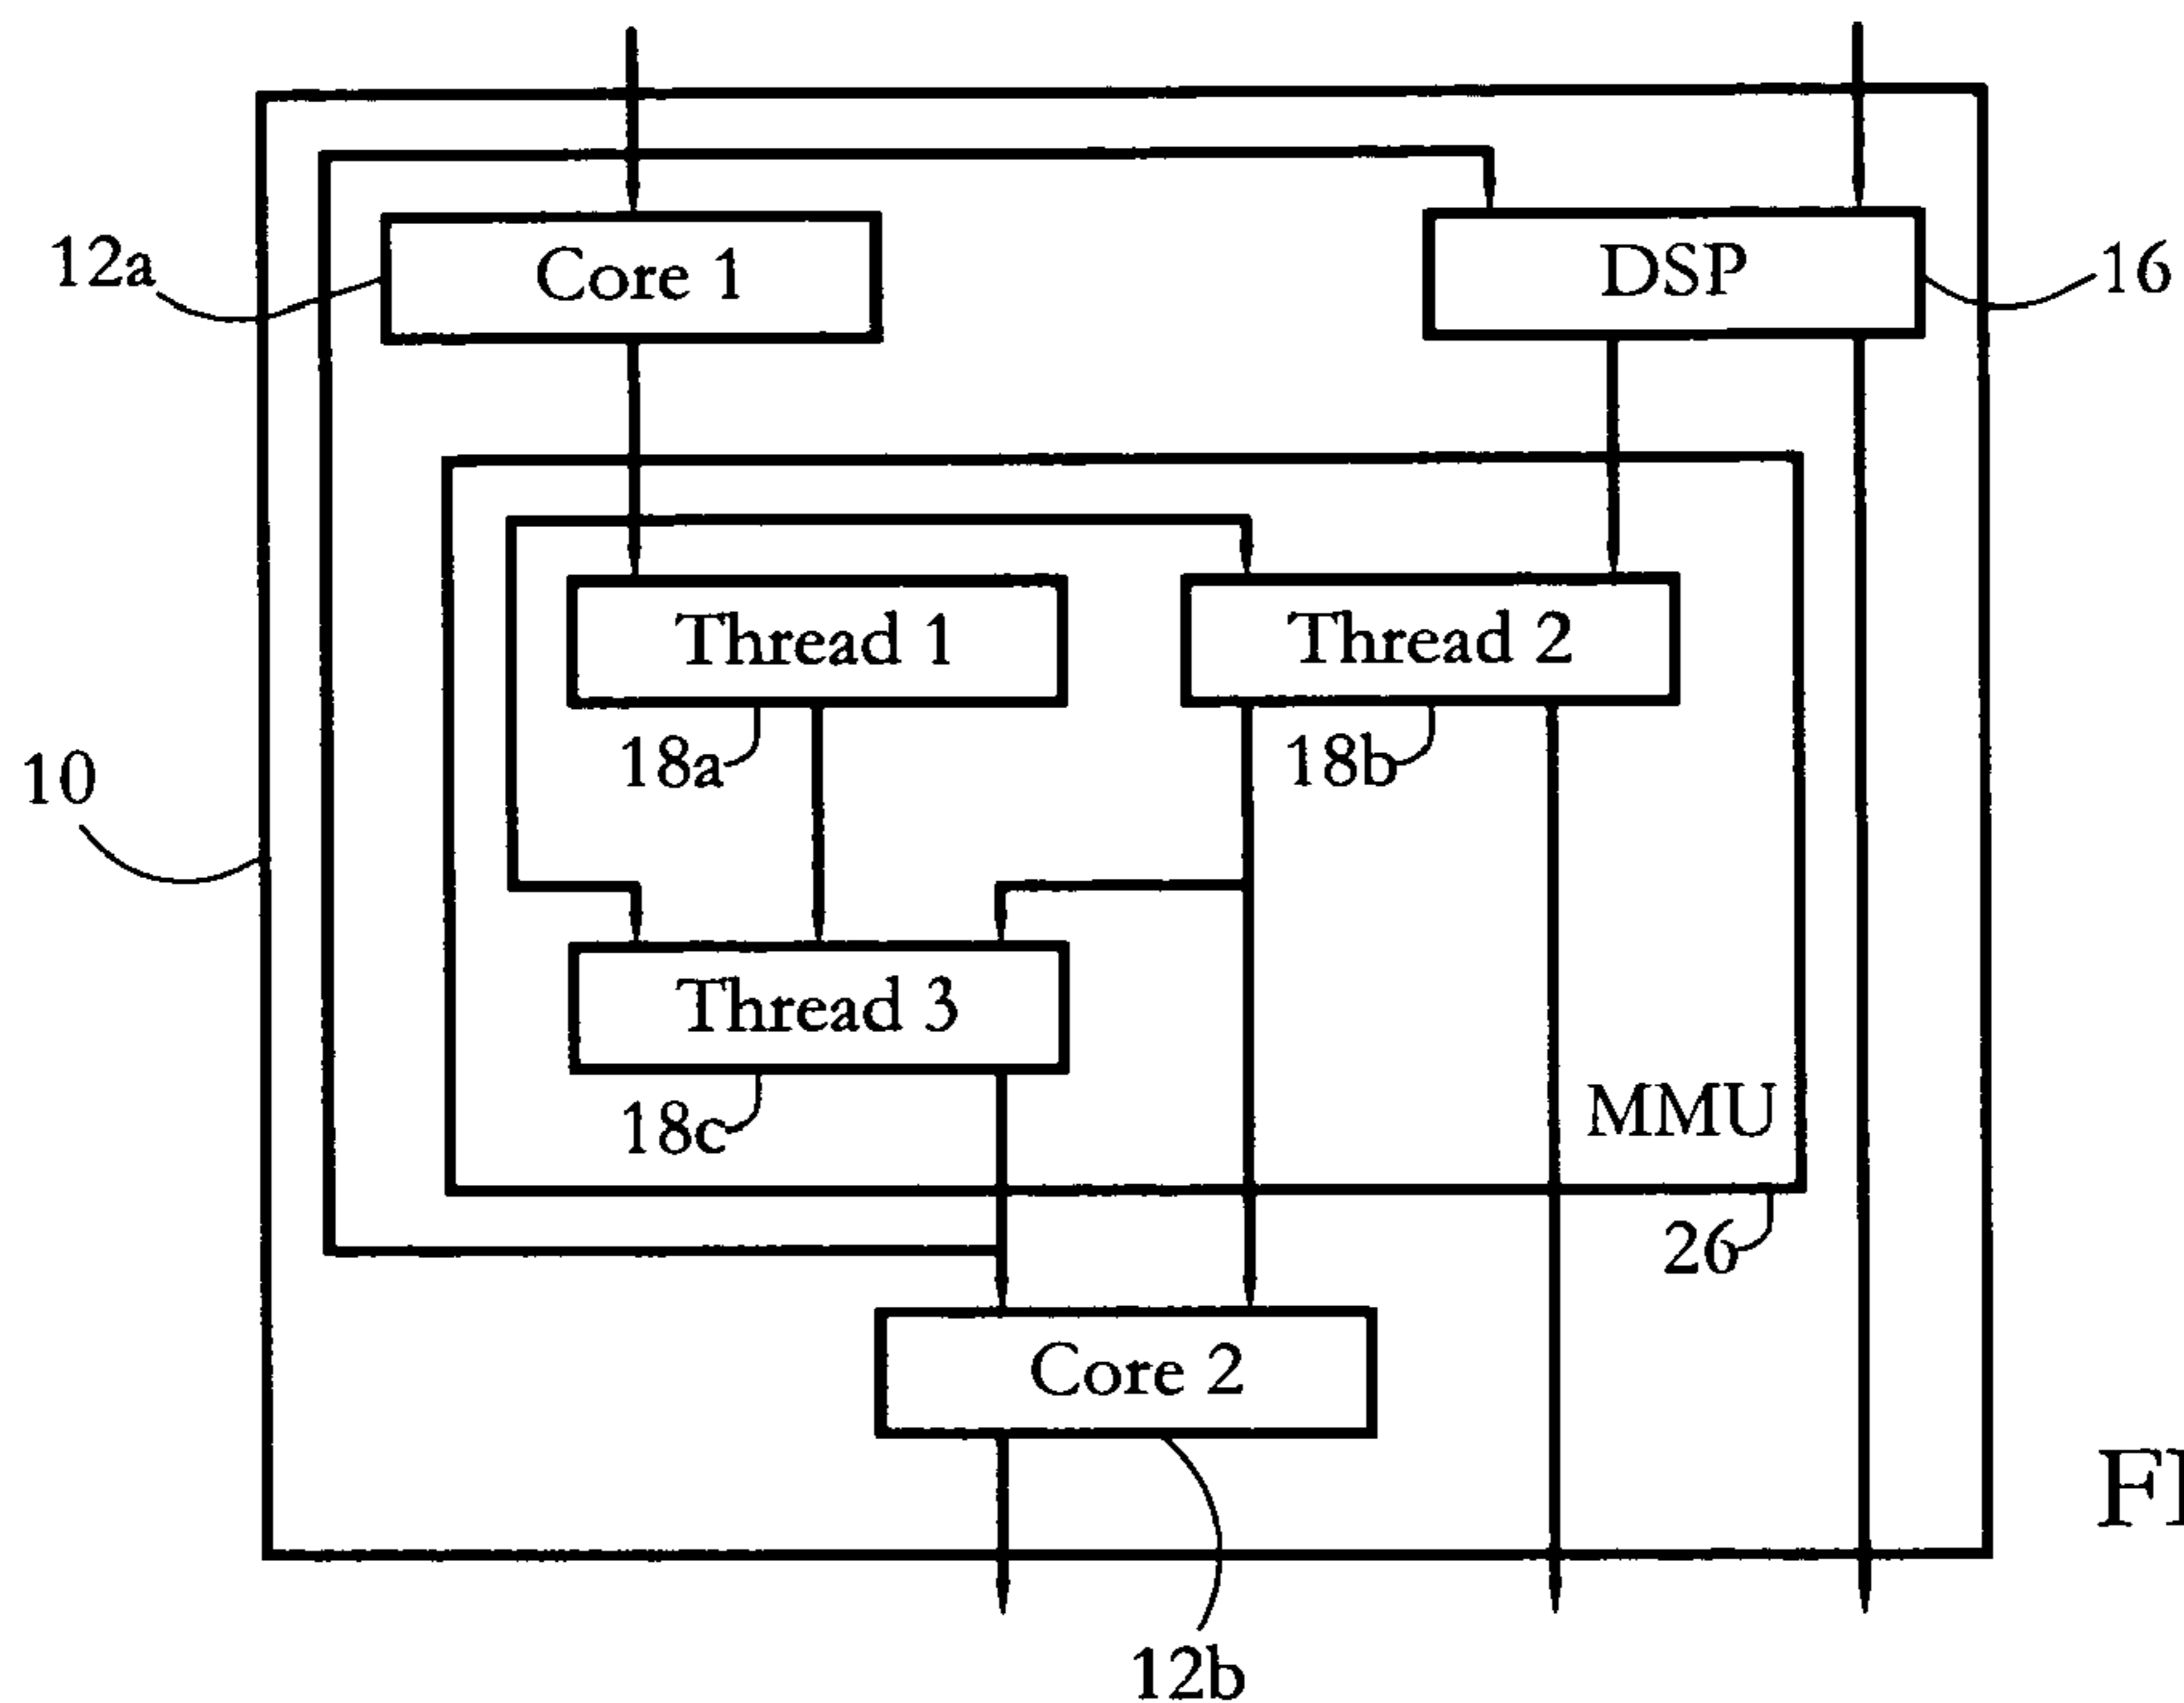 12a
Core 1
DSP
16
Thread 1
Thread 2
18a
18b
10
Thread 3
MMU
18c
26
Core 2
12b